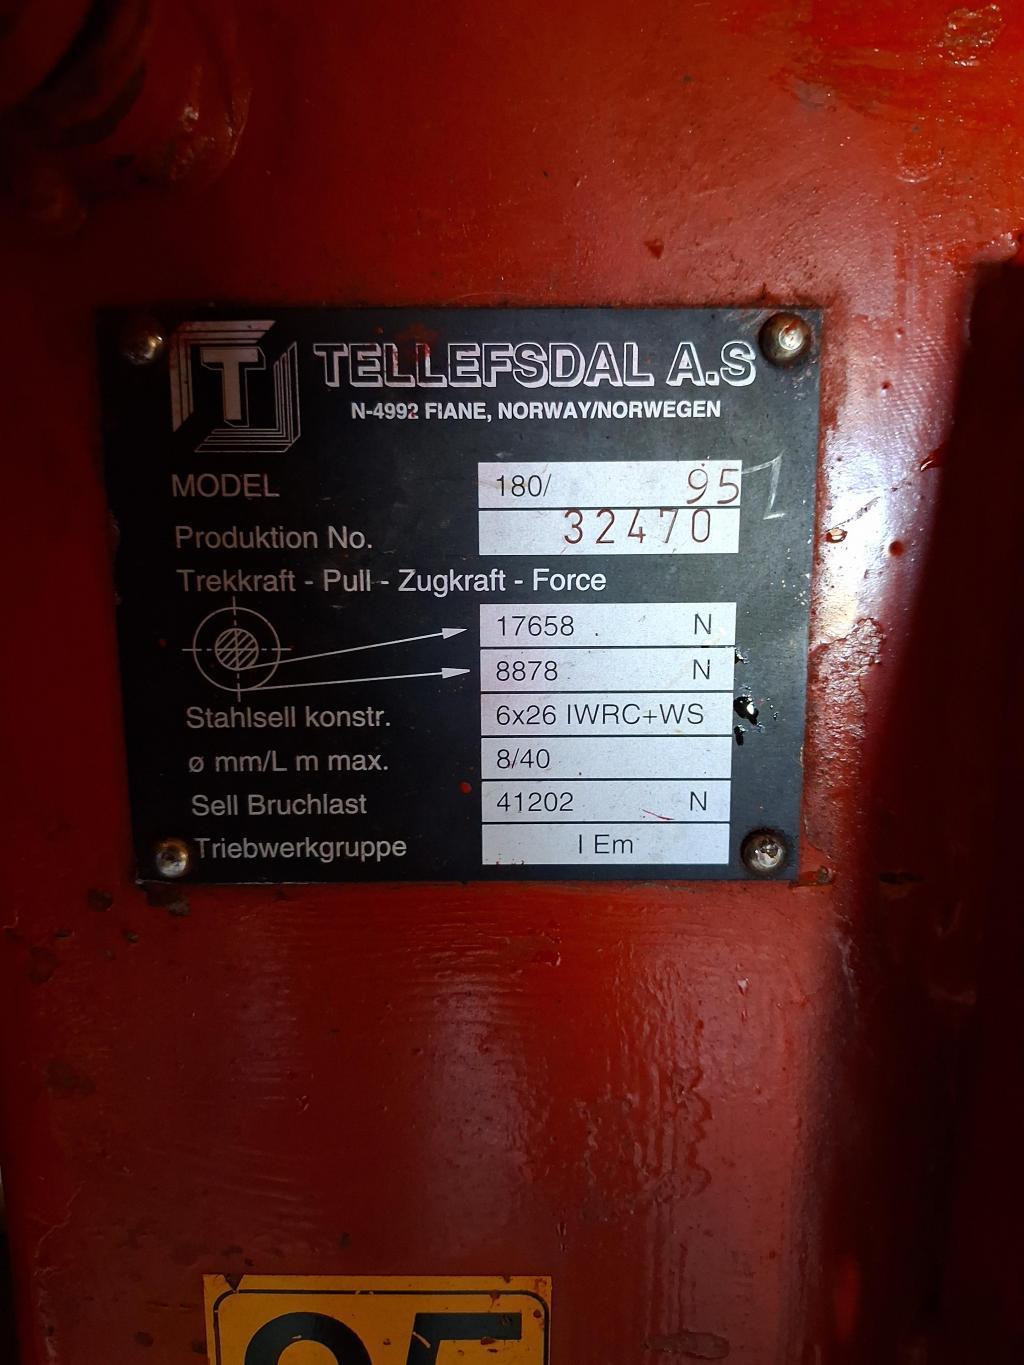 T TELLEFSDAL A.S
N-4992 FIANE, NORWAY/NORWEGEN
MODEL 180/ 95
Produktion No. 32470
Trekkraft - Pull - Zugkraft - Force
17658 N
8878 N
Stahlsell konstr. 6x26 IWRC+WS
ø mm/L m max. 8/40
Sell Bruchlast 41202 N
Triebwerkgruppe I Em